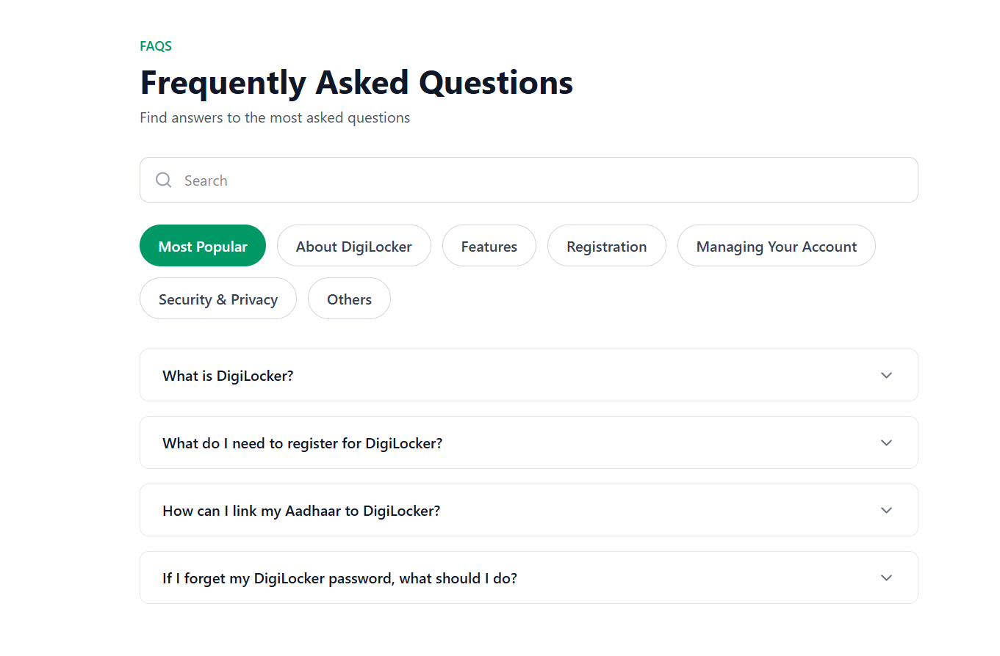 FAQS
Frequently Asked Questions
Find answers to the most asked questions
Search
Most Popular About DigiLocker Features Registration Managing Your Account
Security & Privacy Others
What is DigiLocker?
What do I need to register for DigiLocker?
How can I link my Aadhaar to DigiLocker?
If I forget my DigiLocker password, what should I do?